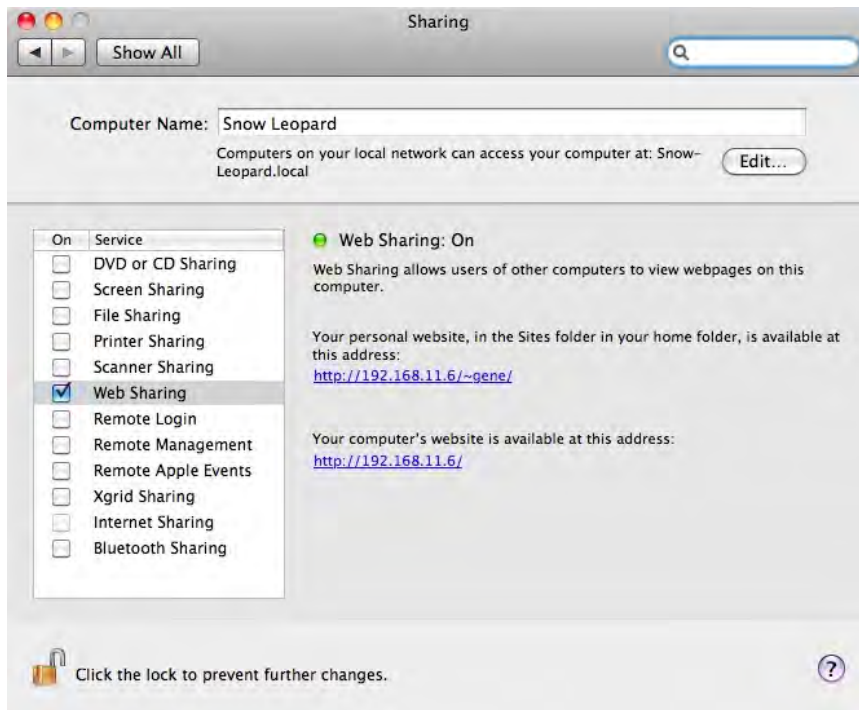 Sharing
Show All
Computer Name: Snow Leopard
Computers on your local network can access your computer at: Snow-
Leopard.local
Edit...
On Service
DVD or CD Sharing
Screen Sharing
File Sharing
Printer Sharing
Scanner Sharing
Web Sharing
Remote Login
Remote Management
Remote Apple Events
Xgrid Sharing
Internet Sharing
Bluetooth Sharing
Web Sharing: On
Web Sharing allows users of other computers to view webpages on this
computer.
Your personal website, in the Sites folder in your home folder, is available at
this address:
http://192.168.11.6/~gene/
Your computer's website is available at this address:
http://192.168.11.6/
Click the lock to prevent further changes.
?